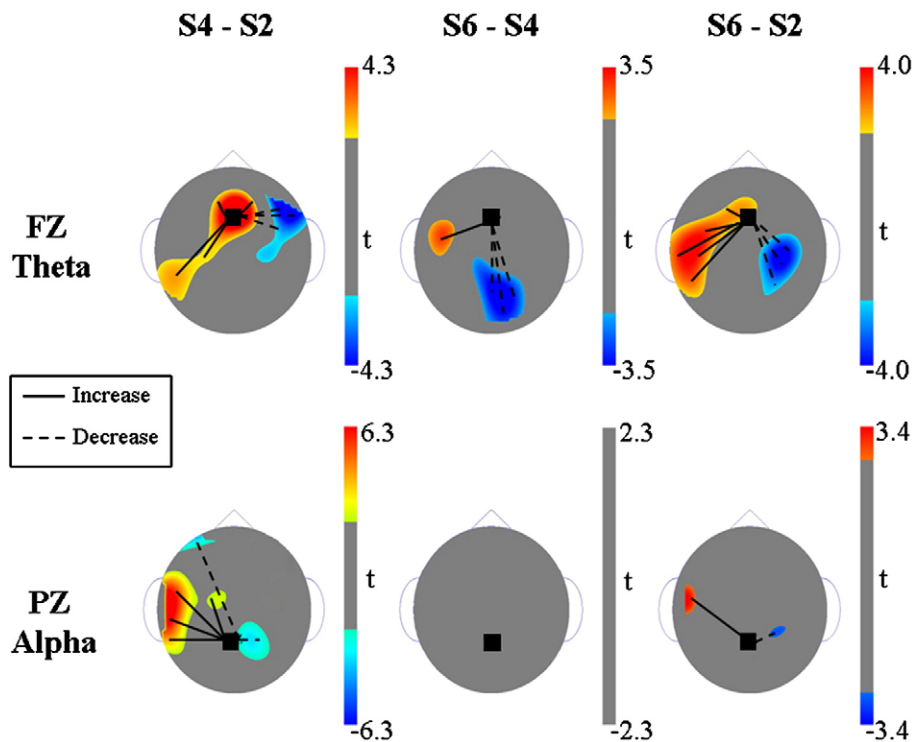 S4 - S2
S6 - S4
S6 - S2
FZ
Theta
4.3
t
-4.3
3.5
t
-3.5
4.0
t
-4.0
Increase
Decrease
PZ
Alpha
6.3
t
-6.3
2.3
t
-2.3
3.4
t
-3.4